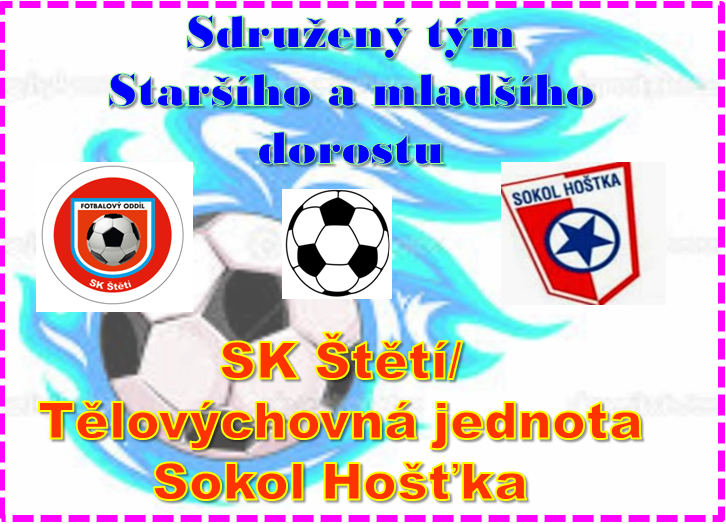 Sdružený tým
Staršího a mladšího
dorostu
FOTBALOVÝ ODDÍL
SK Štětí
SOKOL HOŠTKA
SK Štětí/
Tělovýchovná jednota
Sokol Hošťka